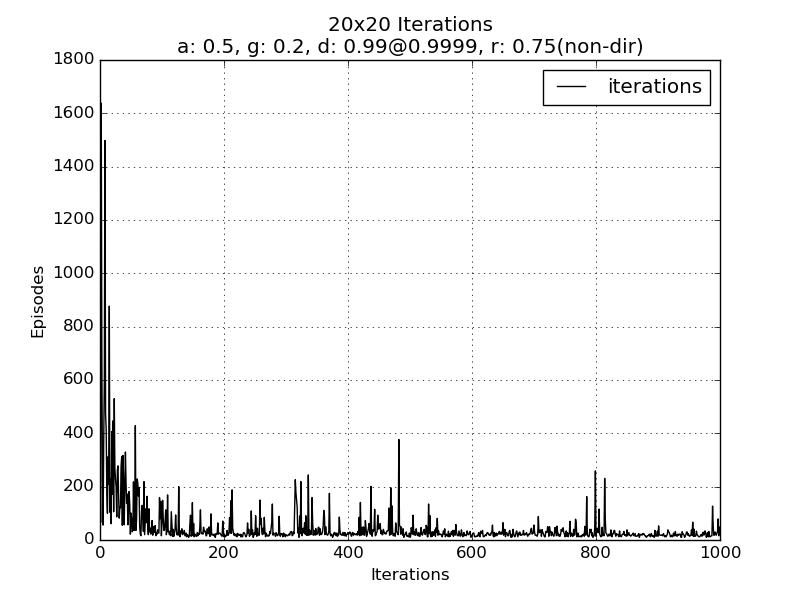 20x20 Iterations
a: 0.5, g: 0.2, d: 0.99@0.9999, r: 0.75(non-dir)
1800
iterations
1600
1400
1200
1000
800
600
400
200
0
Episodes
0 200 400 600 800 1000
Iterations